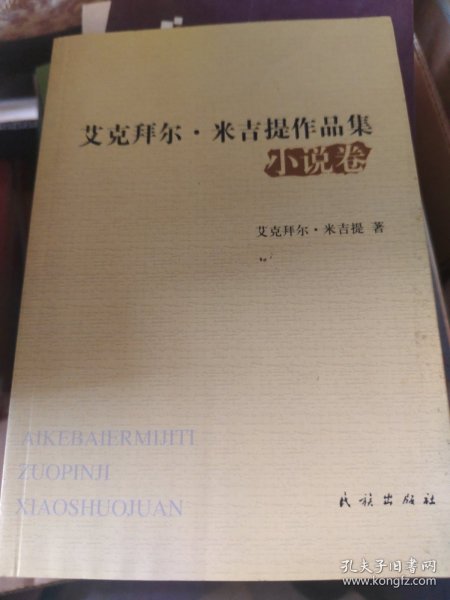 艾克拜尔·米吉提作品集
小说卷
艾克拜尔·米吉提 著
AIKEBAIERMIJITI
ZUOPINJI
XIAOSHUOJUAN
民族出版社
孔夫子旧书网
www.kongfz.com